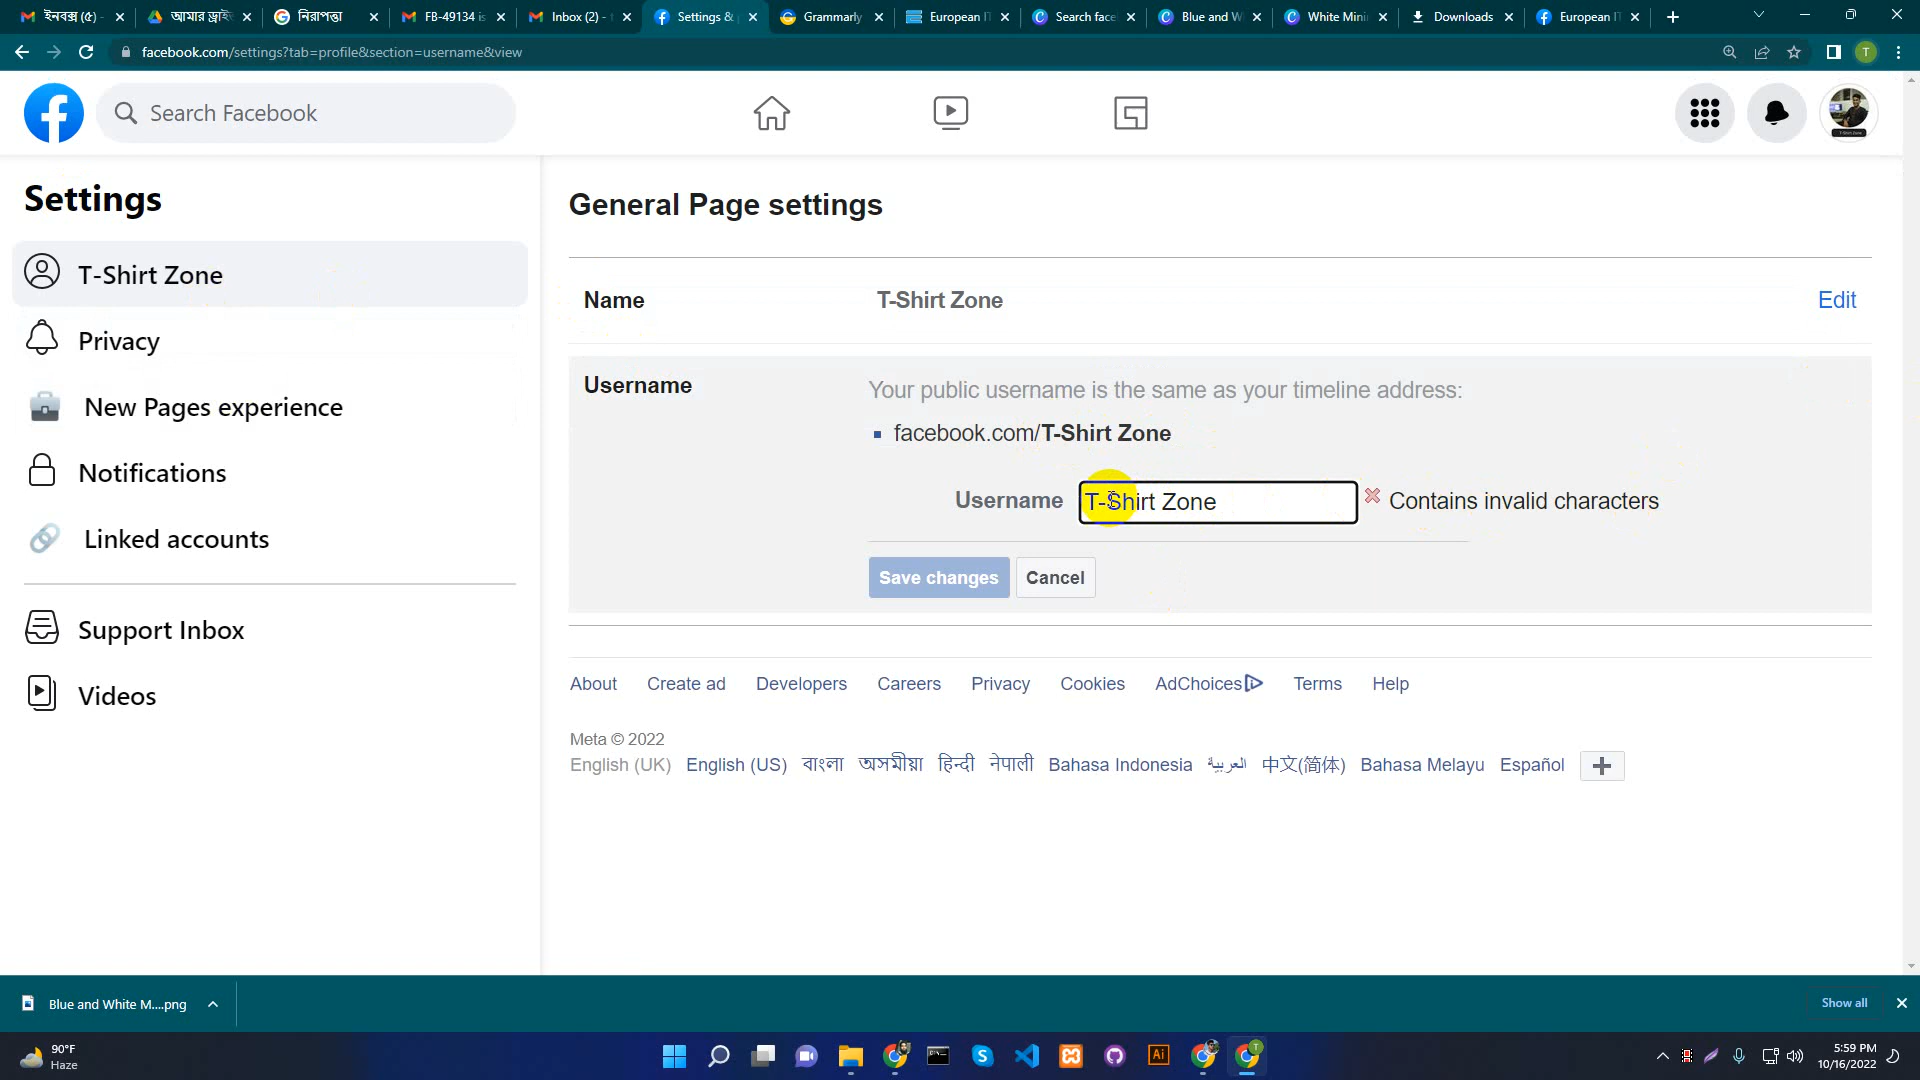 ইনবক্স (৫) -
আমার ড্রাইভ
নিরাপত্তা
FB-49134 is
Inbox (2) -
Settings &
Grammarly
European IT
Search face
Blue and W
White Mini
Downloads
European IT
facebook.com/settings?tab=profile&section=username&view
T
Search Facebook
Settings
T-Shirt Zone
Privacy
New Pages experience
Notifications
Linked accounts
Support Inbox
Videos
General Page settings
Name
T-Shirt Zone
Edit
Username
Your public username is the same as your timeline address:
facebook.com/T-Shirt Zone
Username
T-Shirt Zone
Contains invalid characters
Save changes
Cancel
About Create ad Developers Careers Privacy Cookies AdChoices Terms Help
Meta © 2022
English (UK) English (US) বাংলা অসমীয়া हिन्दी नेपाली Bahasa Indonesia العربية 中文(简体) Bahasa Melayu Español
Blue and White M....png
Show all
90°F
Haze
Ai
5:59 PM
10/16/2022